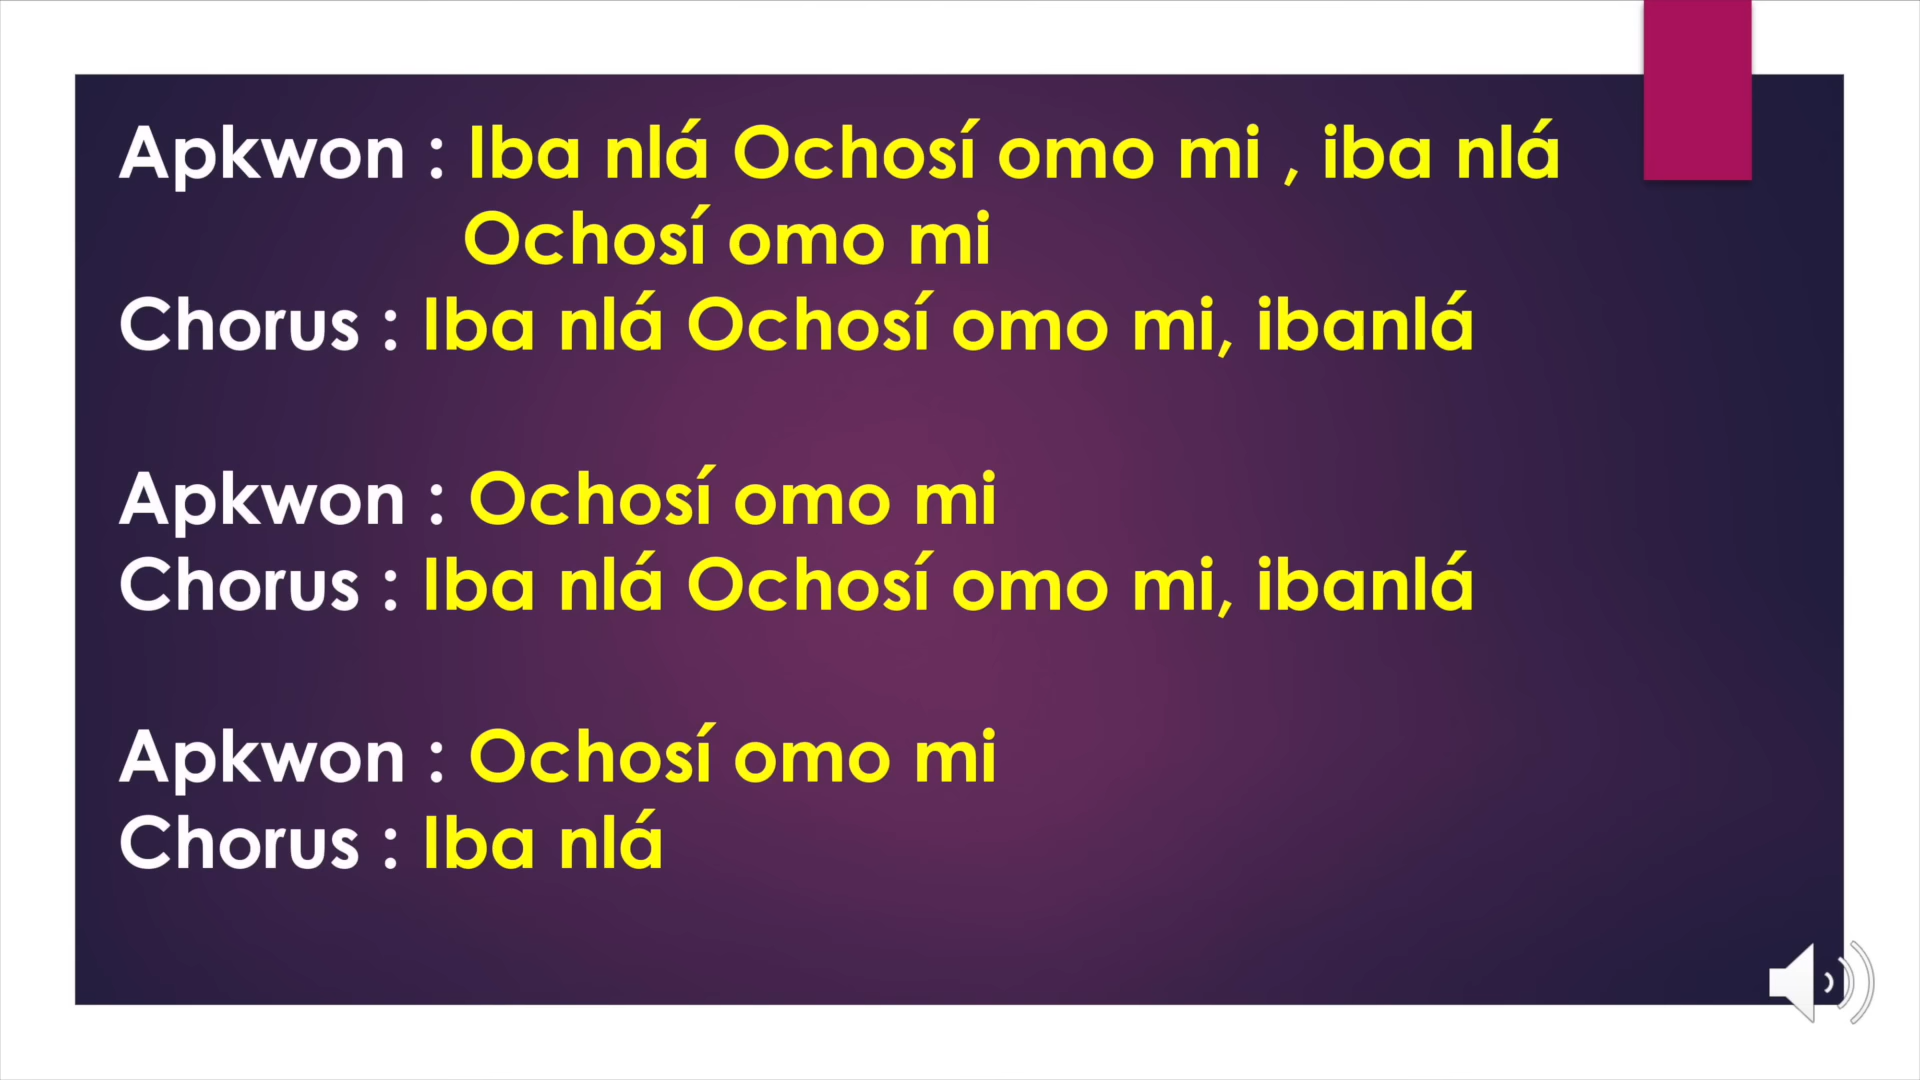 Apkwon : Iba nlá Ochosí omo mi , iba nlá
Ochosí omo mi
Chorus : Iba nlá Ochosí omo mi, ibanlá
Apkwon : Ochosí omo mi
Chorus : Iba nlá Ochosí omo mi, ibanlá
Apkwon : Ochosí omo mi
Chorus : Iba nlá